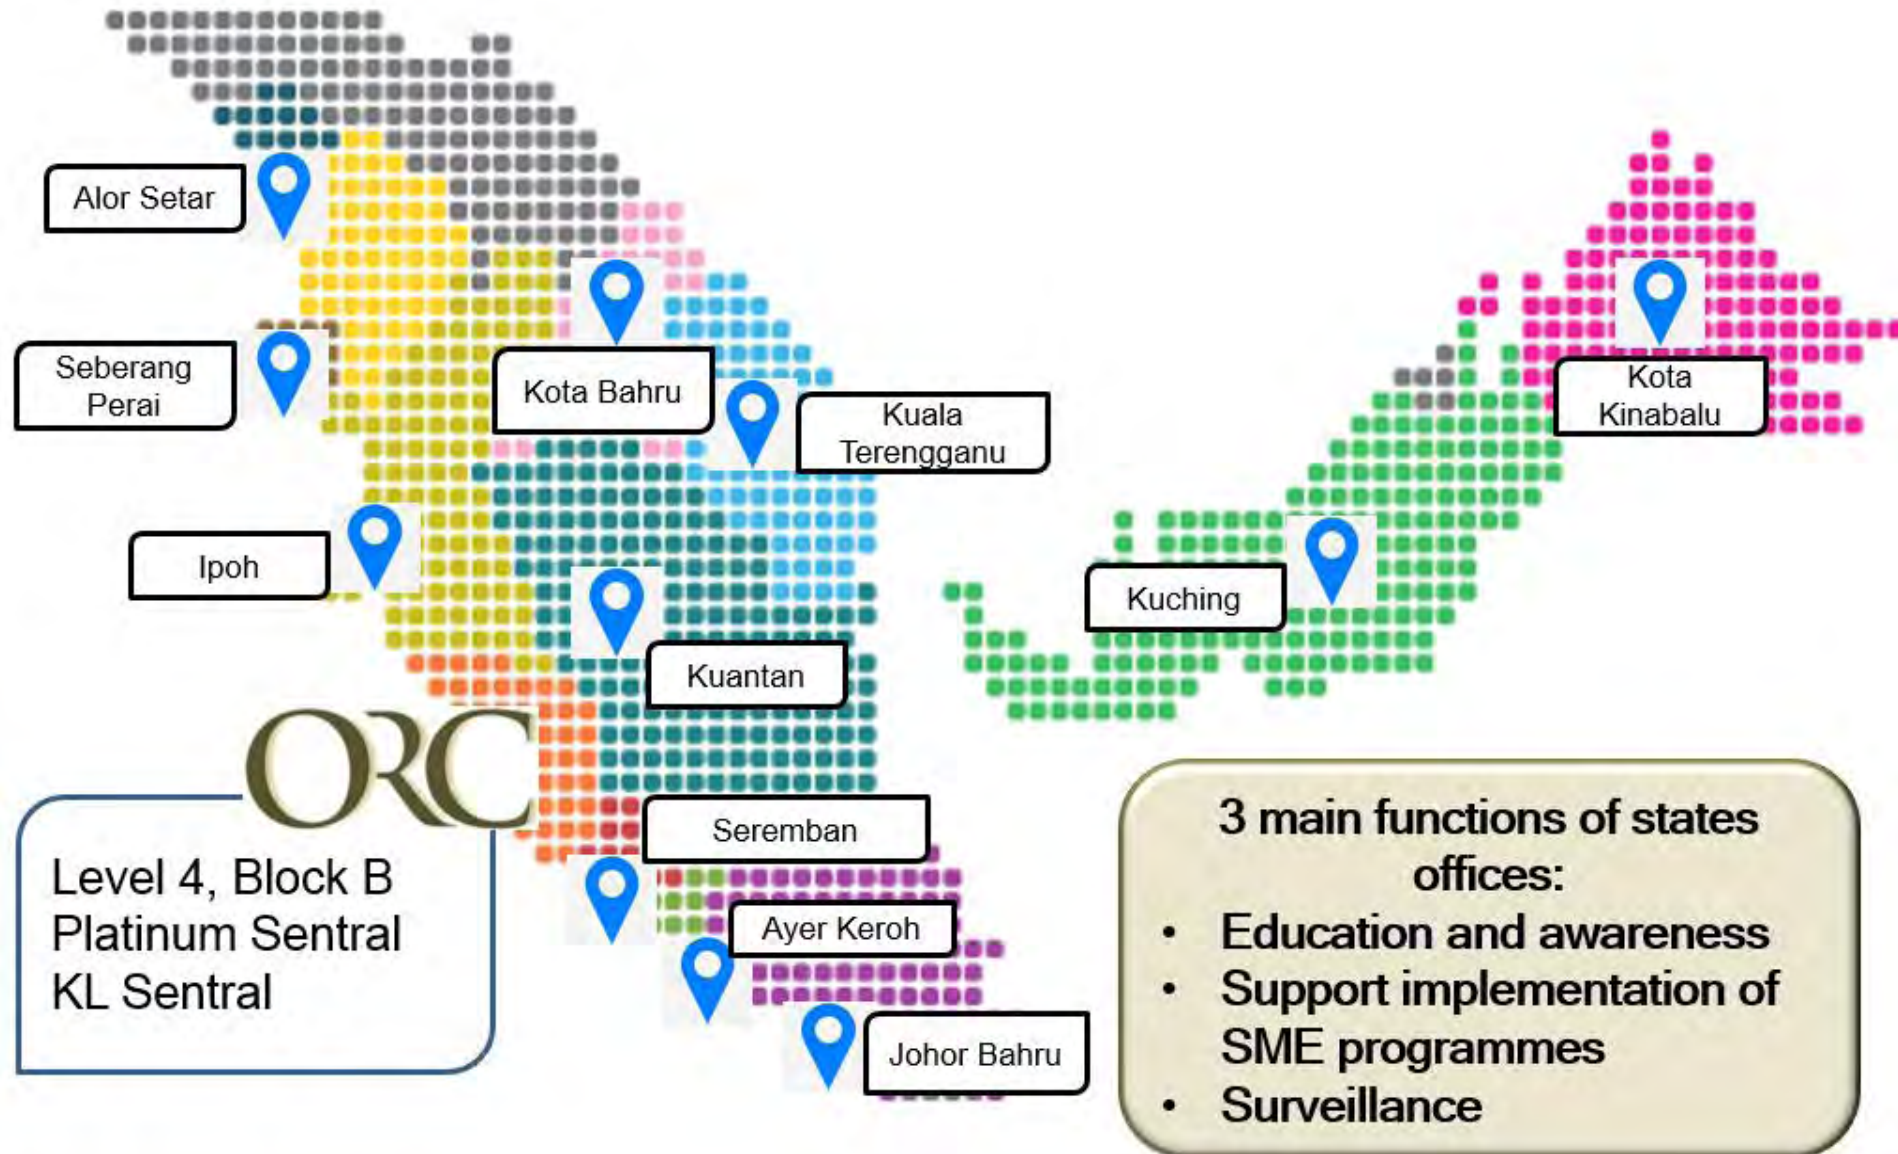 Alor Setar
Seberang
Perai
Kota Bahru
Kuala
Terengganu
Kota
Kinabalu
Ipoh
Kuching
Kuantan
ORC
Level 4, Block B
Platinum Sentral
KL Sentral
Seremban
Ayer Keroh
Johor Bahru
3 main functions of states
offices:
• Education and awareness
• Support implementation of
SME programmes
• Surveillance